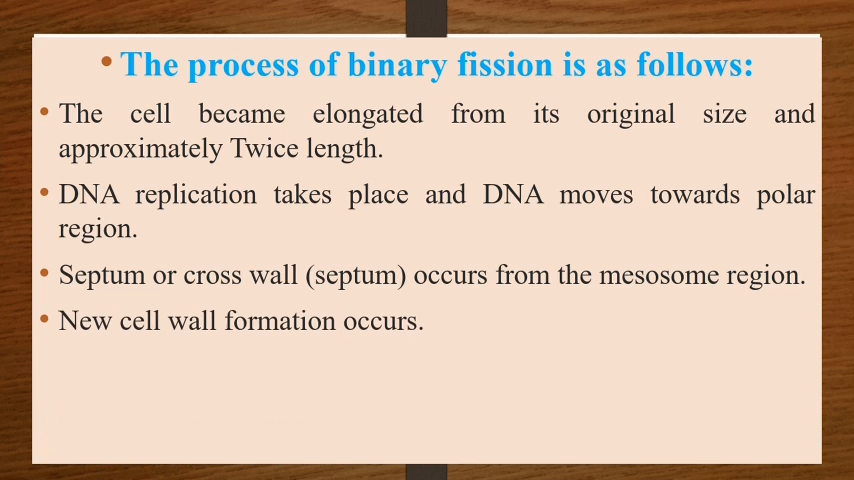 • The process of binary fission is as follows:
• The cell became elongated from its original size and
approximately Twice length.
• DNA replication takes place and DNA moves towards polar
region.
• Septum or cross wall (septum) occurs from the mesosome region.
• New cell wall formation occurs.